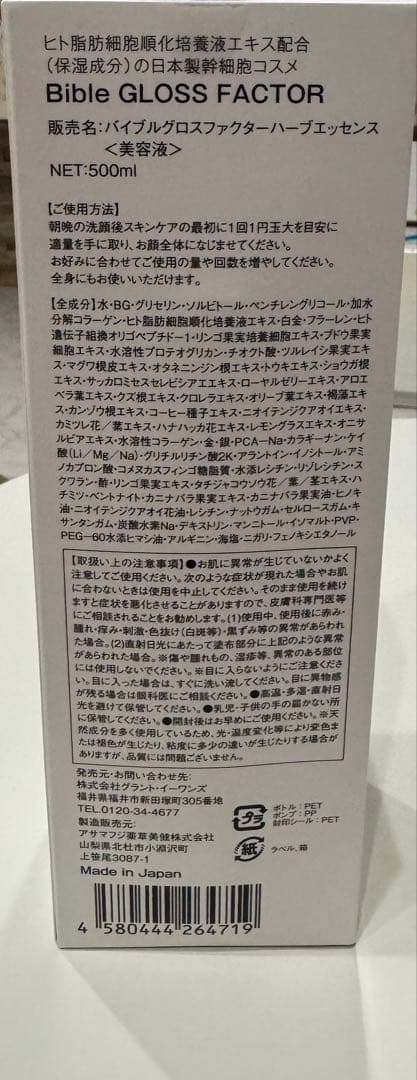 ヒト脂肪細胞順化培養液エキス配合
（保湿成分）の日本製幹細胞コスメ
Bible GLOSS FACTOR
販売名:バイブルグロスファクターハーブエッセンス
＜美容液＞
NET:500ml
【ご使用方法】
朝晩の洗顔後スキンケアの最初に1回1円玉大を目安に
適量を手に取り、お顔全体になじませてください。
お好みに合わせてご使用の量や回数を増やしてください。
全身にもお使いいただけます。
【全成分】水・BG・グリセリン・ソルビトール・ペンチレングリコール・加水
分解コラーゲン・ヒト脂肪細胞順化培養液エキス・白金・フラーレン・ヒト
遺伝子組換オリゴペプチド-1・リンゴ果実培養細胞エキス・ブドウ果実
細胞エキス・水溶性プロテオグリカン・チオクト酸・ツルレイシ果実エキ
ス・マグワ根皮エキス・オタネニンジン根エキス・トウキエキス・ショウガ根
エキス・サッカロミセスセレビシアエエキス・ローヤルゼリーエキス・アロエ
ベラ葉エキス・クズ根エキス・クロレラエキス・オリーブ葉エキス・褐藻エキ
ス・カンゾウ根エキス・コーヒー種子エキス・ニオイテンジクアオイエキス・
カミツレ花／葉エキス・ハナハッカ花エキス・レモングラスエキス・オニサ
ルビアエキス・水溶性コラーゲン・金・銀・PCA-Na・カラギーナン・ケイ
酸（Li／Mg／Na）・グリチルリチン酸2K・アラントイン・イノシトール・アミ
ノカプロン酸・コメヌカスフィンゴ糖脂質・水添レシチン・リゾレシチン・ス
クワラン・酢・リンゴ果実エキス・タチジャコウソウ花／葉／茎エキス・ハ
チミツ・ベントナイト・カニナバラ果実エキス・カニナバラ果実油・ヒノキ
油・ニオイテンジクアオイ花油・レシチン・ナットウガム・セルロースガム・キ
サンタンガム・炭酸水素Na・デキストリン・マンニトール・イソマルト・PVP・
PEG-60水添ヒマシ油・アルギニン・海塩・ニガリ・フェノキシエタノール
【取扱い上の注意事項】●お肌に異常が生じていないかよく
注意してご使用ください。次のような症状が現れた場合やお肌
に合わないときは使用を中止してください。そのまま使用を続け
ますと症状を悪化させることがありますので、皮膚科専門医等
にご相談されることをお勧めします。(1)使用中、使用後に赤み・
腫れ・痒み・刺激・色抜け(白斑等)・黒ずみ等の異常があらわれ
た場合。(2)直射日光にあたって塗布部分に上記のような異常
があらわれた場合。※傷や腫れもの、湿疹等、異常のある部位
には使用しないでください。※目に入らないようにご注意くださ
い。目に入った場合は、すぐに洗い流してください。目に異物感
が残る場合は眼科医にご相談ください。●高温・多湿・直射日
光を避けて保管してください。●乳児・子供の手の届かない所
に保管してください。●開封後はお早めにご使用ください。※天
然成分を多く使用しているため、光・温度変化等により変色ま
たは褪色が生じたり、粘度に多少の違いが生じたりする場合が
ありますが、品質には問題ございません。
発売元・お問い合わせ先:
株式会社グラント・イーワンズ
福井県福井市新田塚町305番地
TEL.0120-34-4677
製造販売元:
アサマフジ薬草美健株式会社
山梨県北杜市小淵沢町
上笹尾3087-1
Made in Japan
プラ
ボトル:PET
ポンプ:PP
封印シール:PET
紙
ラベル、箱
4 580444 264719